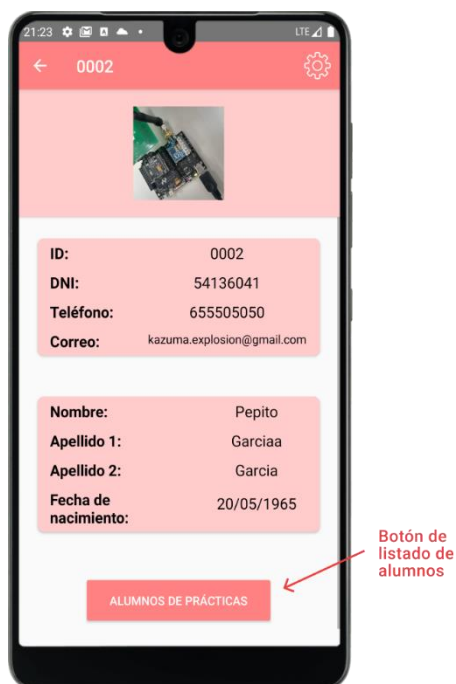 21:23
LTE
0002
ID: 0002
DNI: 54136041
Teléfono: 655505050
Correo: kazuma.explosion@gmail.com
Nombre: Pepito
Apellido 1: Garciaa
Apellido 2: Garcia
Fecha de
nacimiento: 20/05/1965
Botón de
listado de
alumnos
ALUMNOS DE PRÁCTICAS